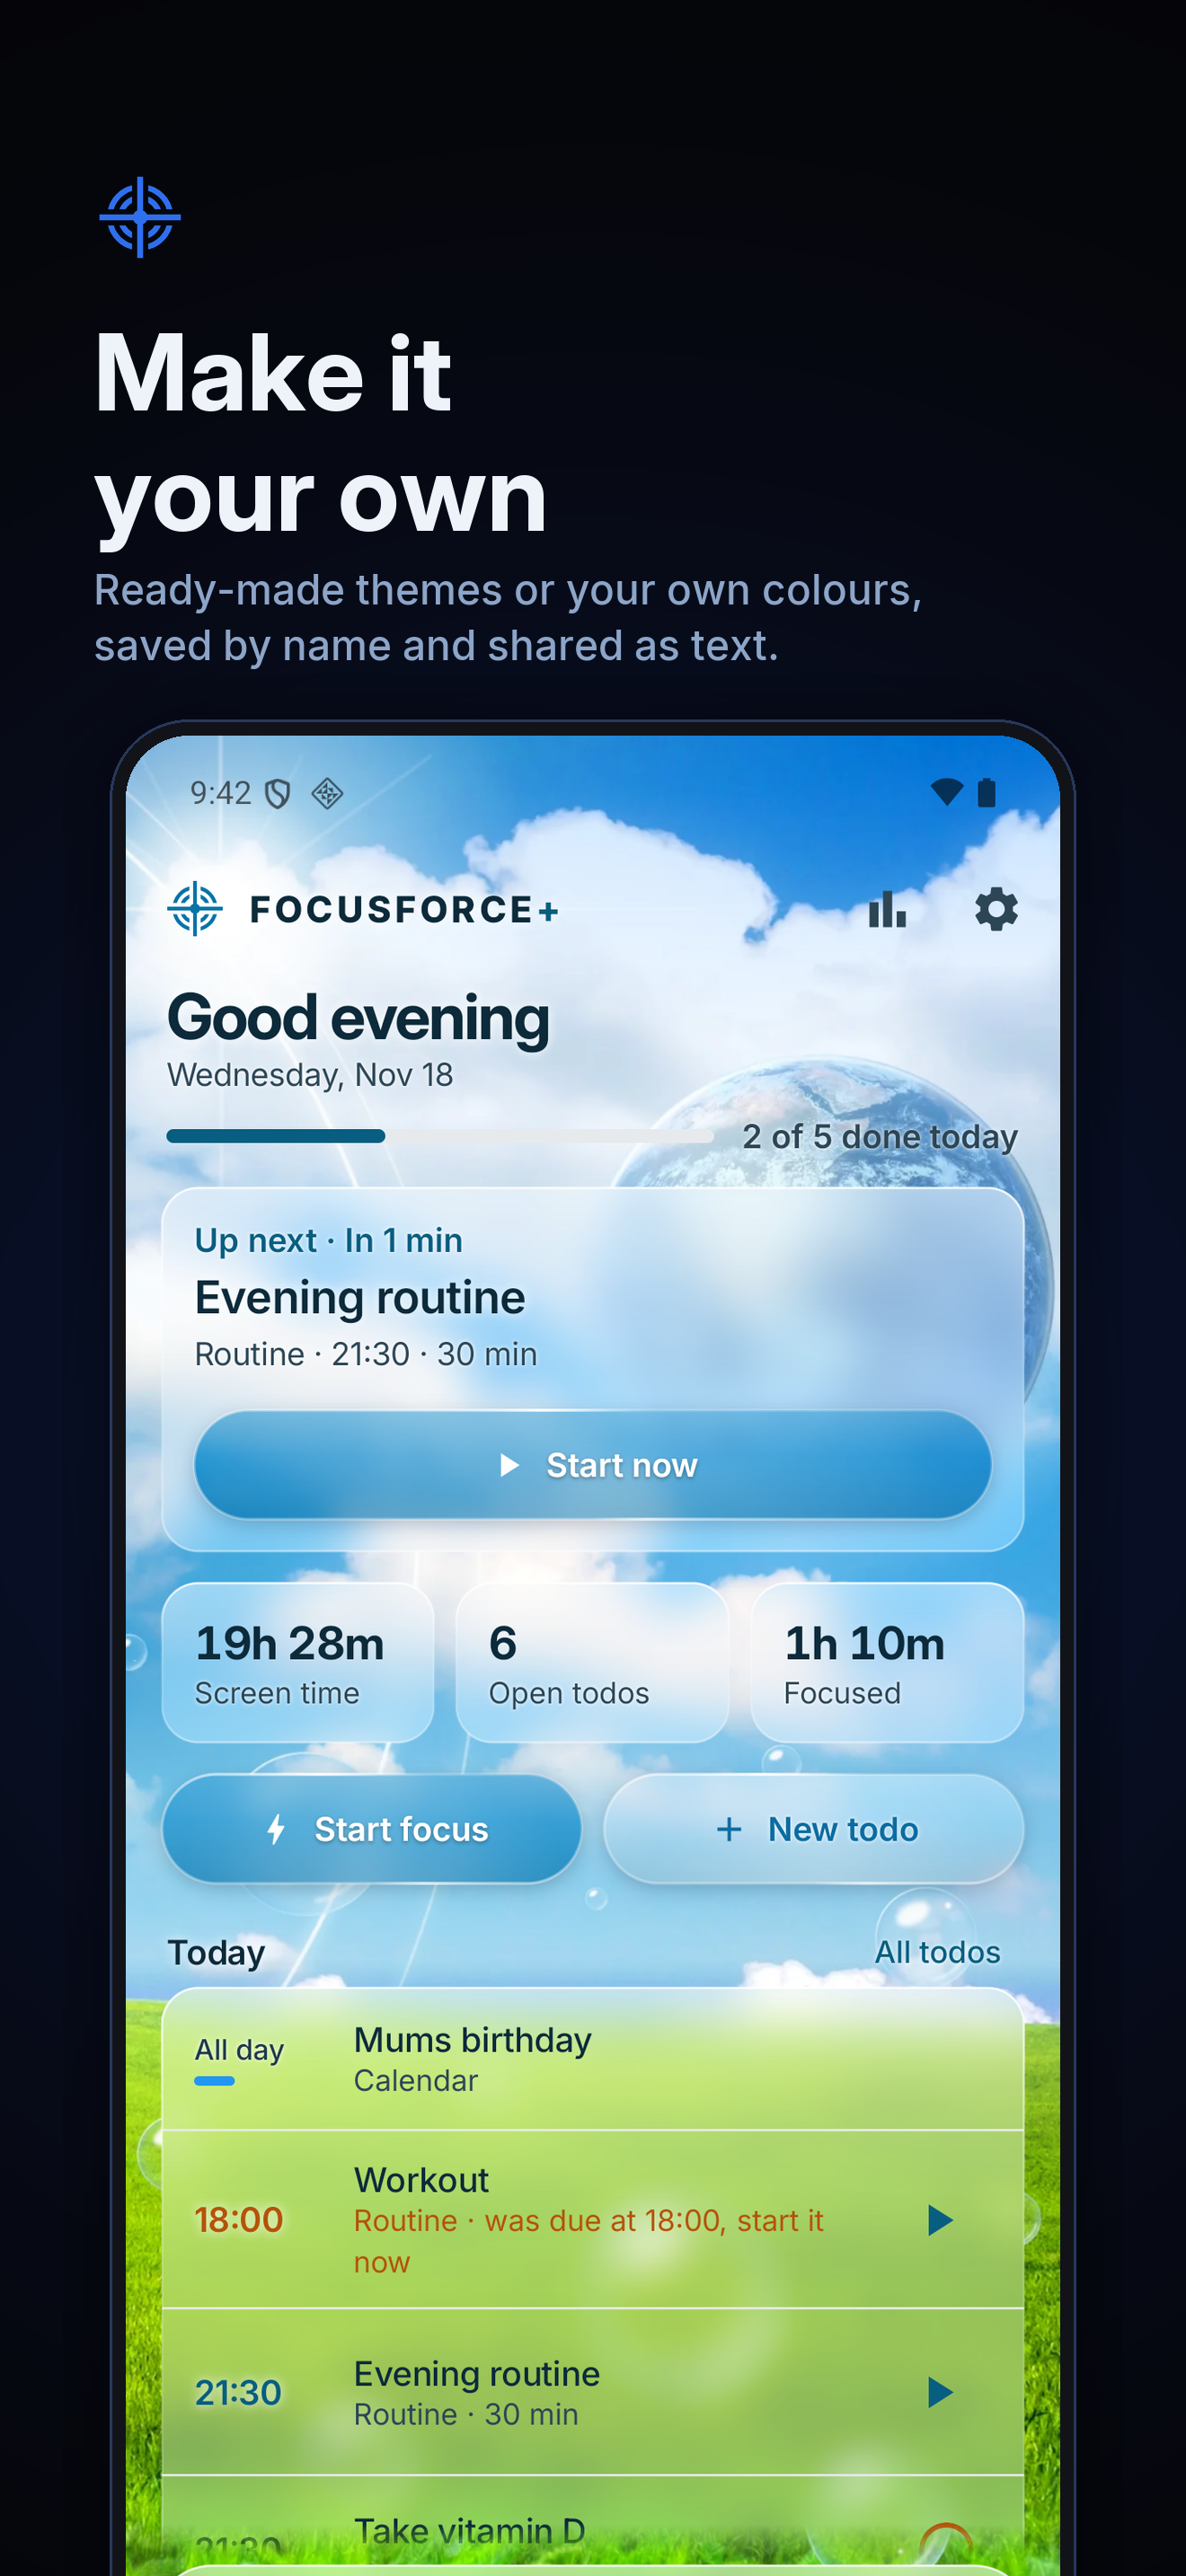 Make it
your own
Ready-made themes or your own colours,
saved by name and shared as text.
9:42
FOCUSFORCE+
Good evening
Wednesday, Nov 18
2 of 5 done today
Up next · In 1 min
Evening routine
Routine · 21:30 · 30 min
Start now
19h 28m
Screen time
6
Open todos
1h 10m
Focused
Start focus
New todo
Today
All todos
All day
Mums birthday
Calendar
18:00
Workout
Routine · was due at 18:00, start it
now
21:30
Evening routine
Routine · 30 min
Take vitamin D